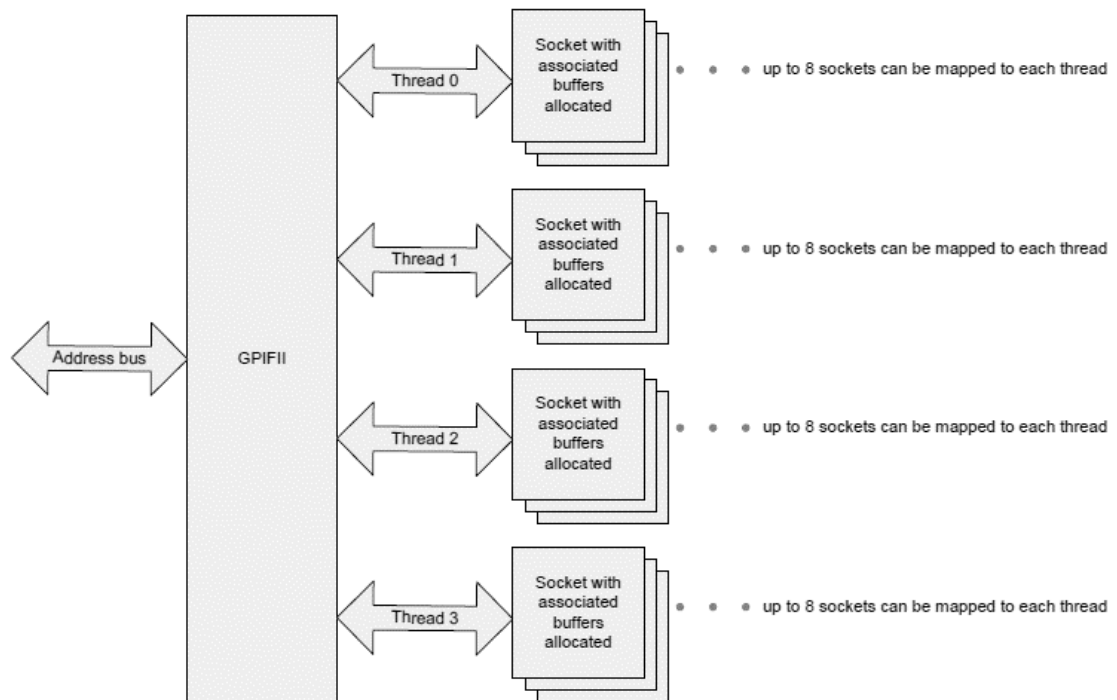 Socket with
associated
buffers
allocated
Thread 0
up to 8 sockets can be mapped to each thread
Socket with
associated
buffers
allocated
Thread 1
up to 8 sockets can be mapped to each thread
Address bus
GPIFII
Socket with
associated
buffers
allocated
Thread 2
up to 8 sockets can be mapped to each thread
Socket with
associated
buffers
allocated
Thread 3
up to 8 sockets can be mapped to each thread